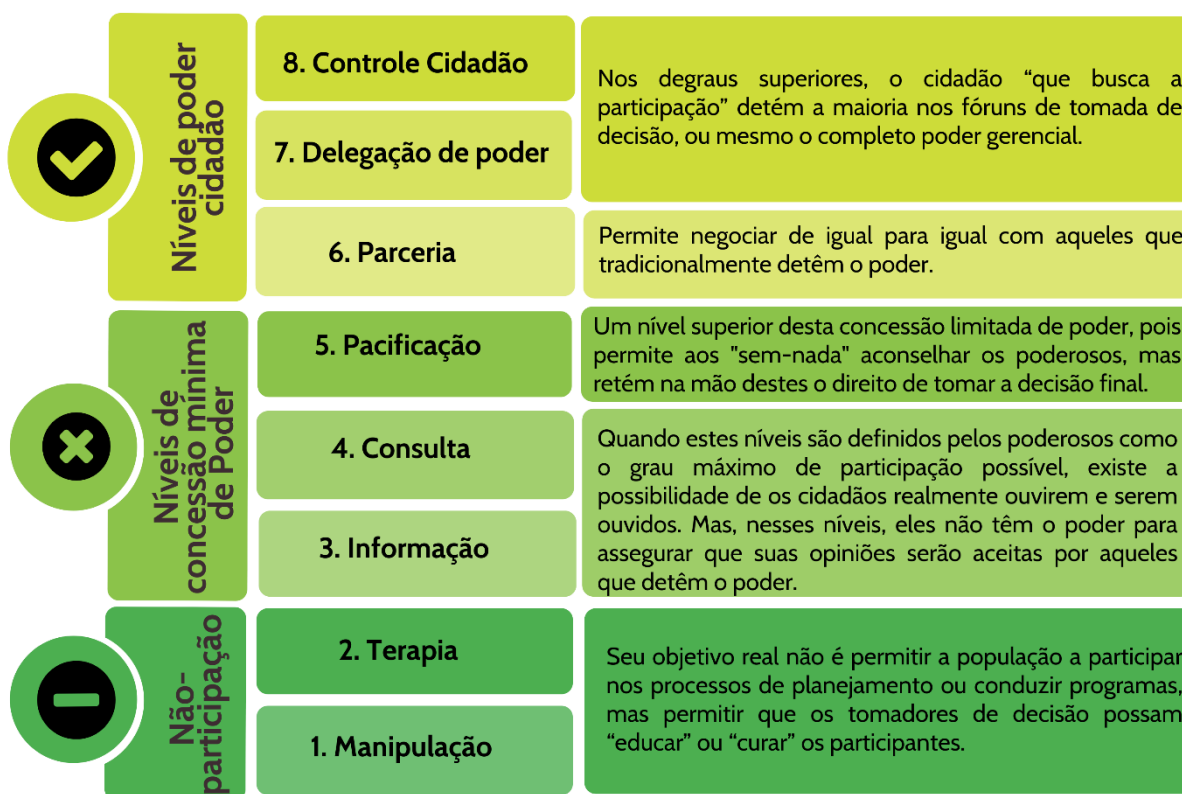 Níveis de poder
cidadão
8. Controle Cidadão
7. Delegação de poder
Nos degraus superiores, o cidadão “que busca a
participação” detém a maioria nos fóruns de tomada de
decisão, ou mesmo o completo poder gerencial.
6. Parceria
Permite negociar de igual para igual com aqueles que
tradicionalmente detêm o poder.
Níveis de
concessão mínima
de Poder
5. Pacificação
Um nível superior desta concessão limitada de poder, pois
permite aos "sem-nada" aconselhar os poderosos, mas
retém na mão destes o direito de tomar a decisão final.
4. Consulta
3. Informação
Quando estes níveis são definidos pelos poderosos como
o grau máximo de participação possível, existe a
possibilidade de os cidadãos realmente ouvirem e serem
ouvidos. Mas, nesses níveis, eles não têm o poder para
assegurar que suas opiniões serão aceitas por aqueles
que detêm o poder.
Não-
participação
2. Terapia
1. Manipulação
Seu objetivo real não é permitir a população a participar
nos processos de planejamento ou conduzir programas,
mas permitir que os tomadores de decisão possam
“educar” ou “curar” os participantes.